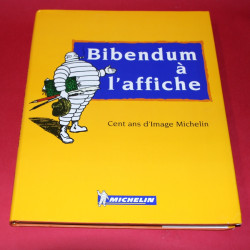 Bibendum
à
l'affiche
Cent ans d'Image Michelin
MICHELIN